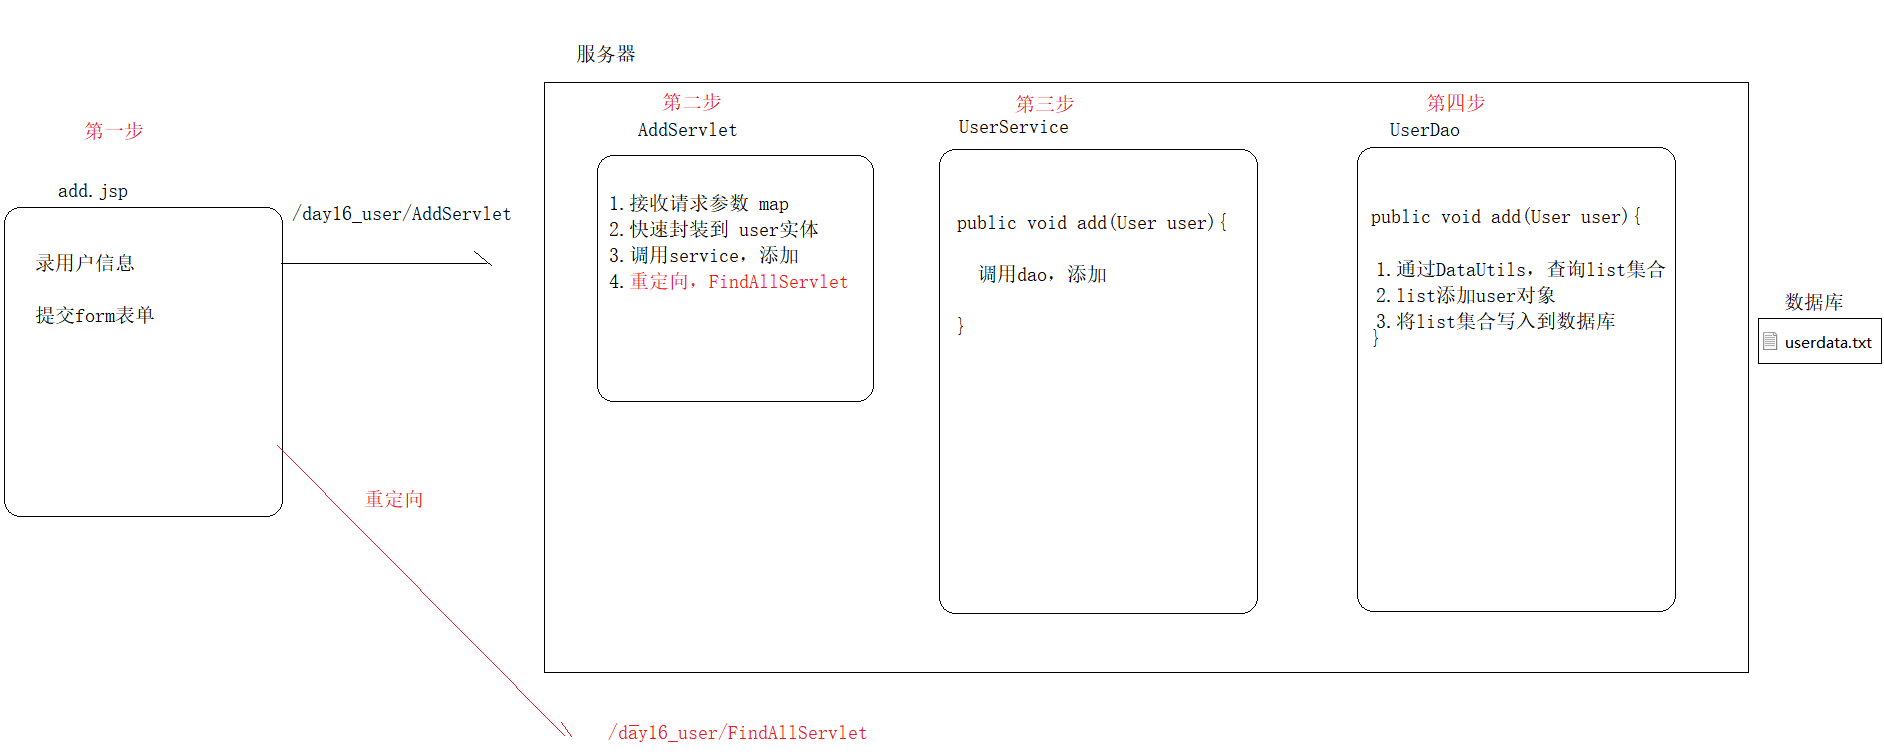 服务器
第一步
add.jsp
录用户信息
提交form表单
/day16_user/AddServlet
第二步
AddServlet
1.接收请求参数 map
2.快速封装到 user实体
3.调用service，添加
4.重定向，FindAllServlet
第三步
UserService
public void add(User user){
调用dao，添加
}
第四步
UserDao
public void add(User user){
1.通过DataUtils，查询list集合
2.list添加user对象
3.将list集合写入到数据库
}
数据库
userdata.txt
重定向
/day16_user/FindAllServlet